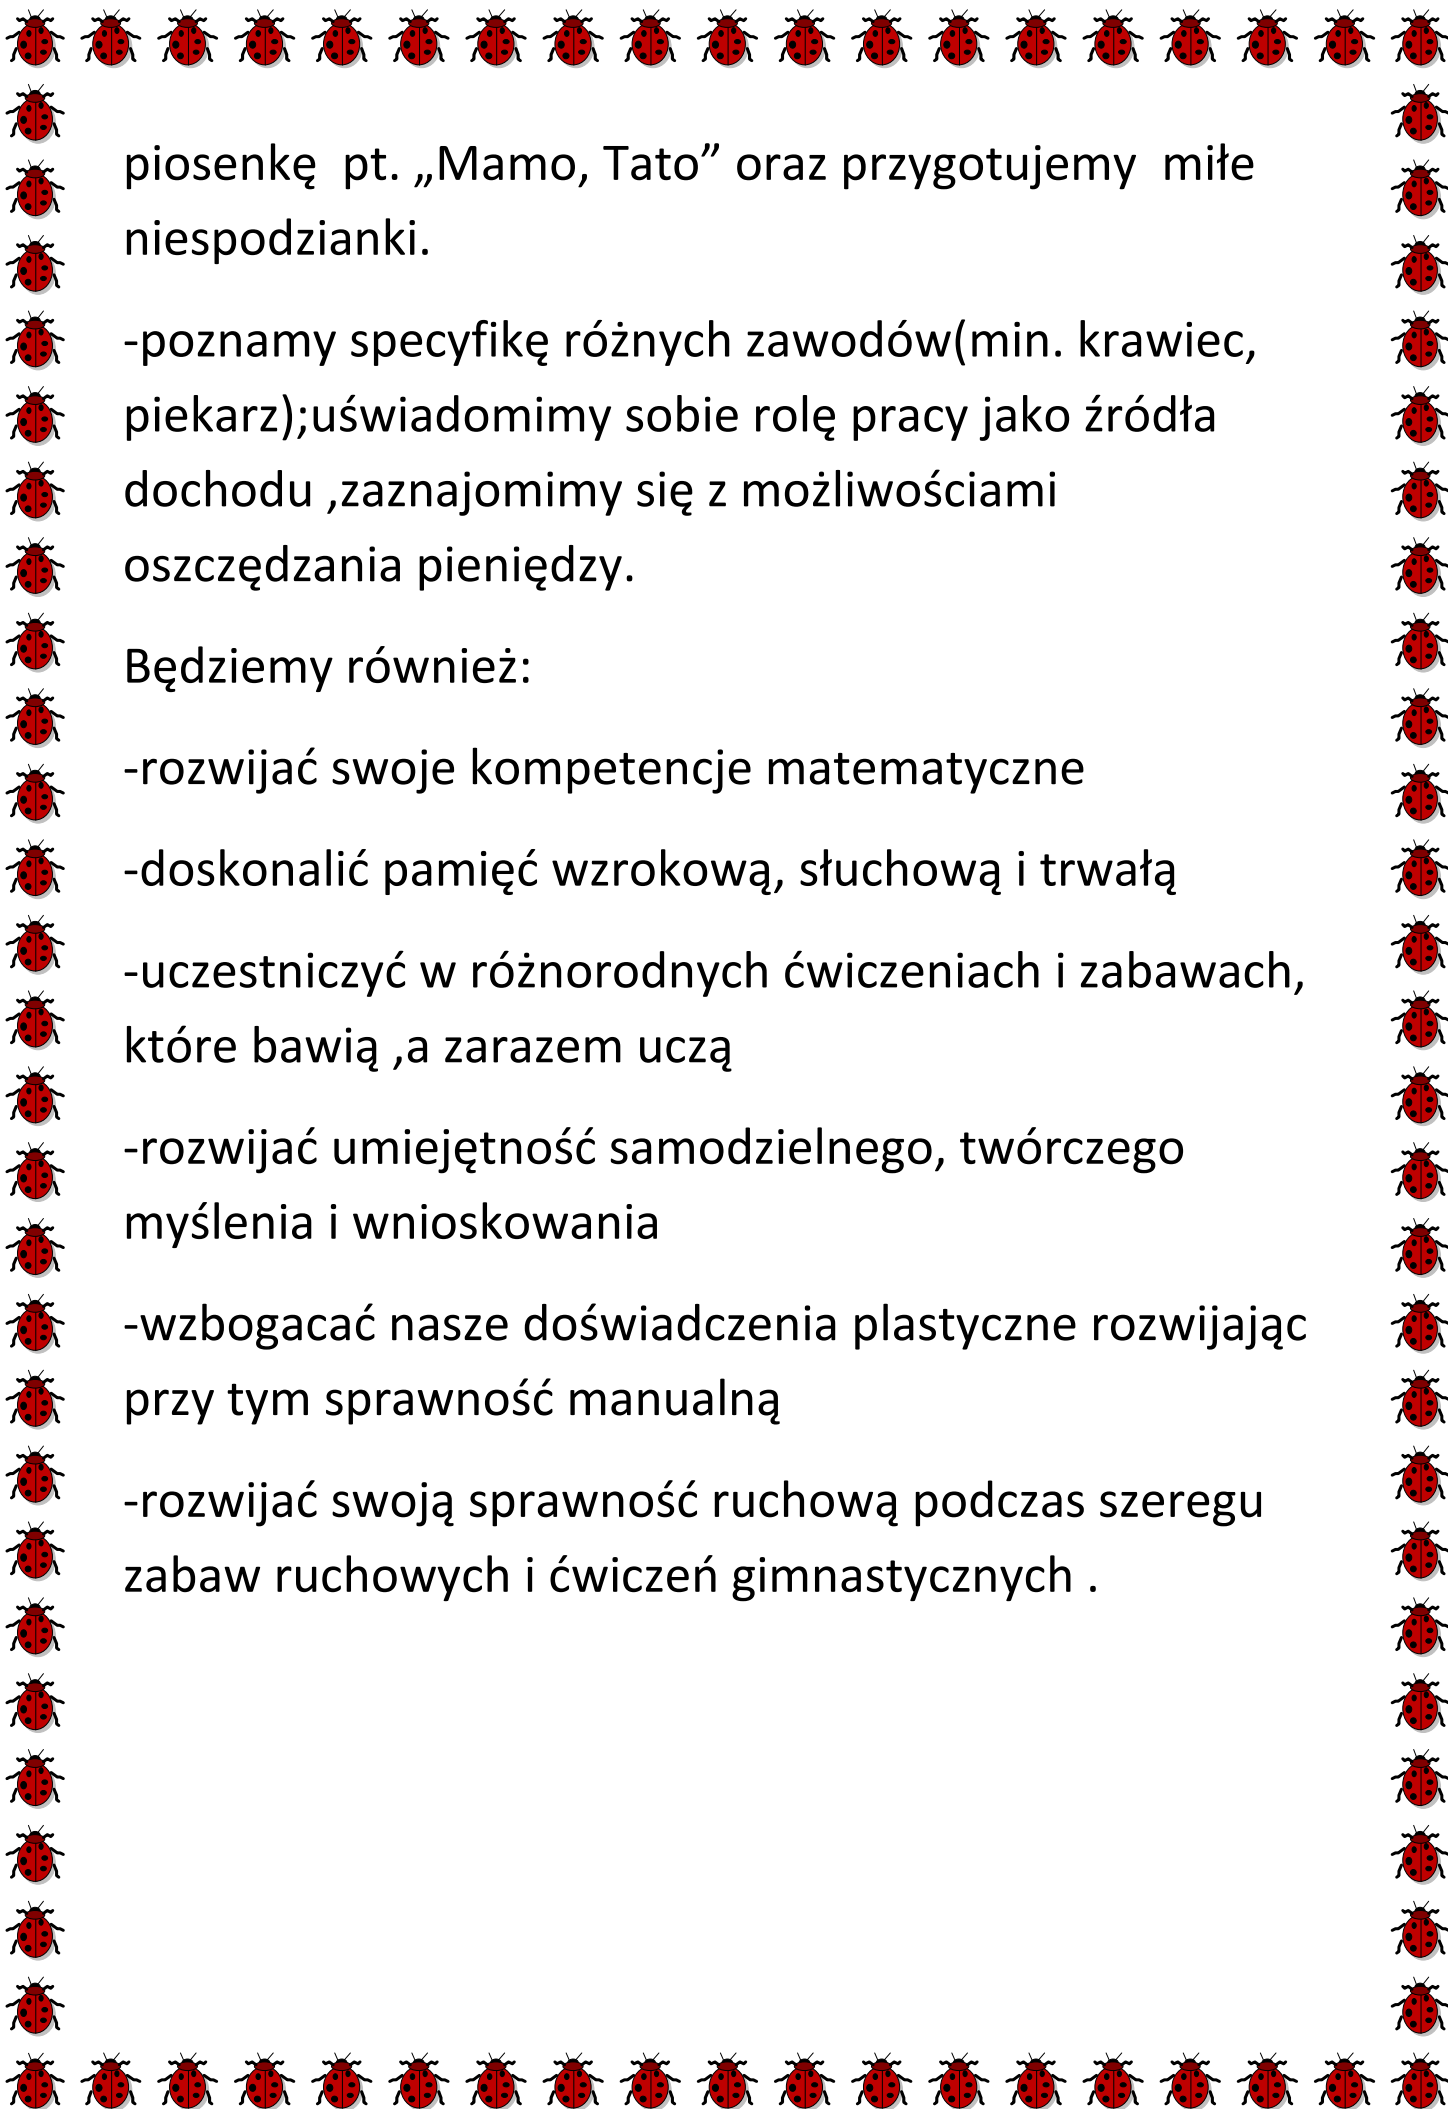 piosenkę  pt. „Mamo, Tato” oraz przygotujemy  miłe
niespodzianki.
-poznamy specyfikę różnych zawodów(min. krawiec,
piekarz);uświadomimy sobie rolę pracy jako źródła
dochodu ,zaznajomimy się z możliwościami
oszczędzania pieniędzy.
Będziemy również:
-rozwijać swoje kompetencje matematyczne
-doskonalić pamięć wzrokową, słuchową i trwałą
-uczestniczyć w różnorodnych ćwiczeniach i zabawach,
które bawią ,a zarazem uczą
-rozwijać umiejętność samodzielnego, twórczego
myślenia i wnioskowania
-wzbogacać nasze doświadczenia plastyczne rozwijając
przy tym sprawność manualną
-rozwijać swoją sprawność ruchową podczas szeregu
zabaw ruchowych i ćwiczeń gimnastycznych .